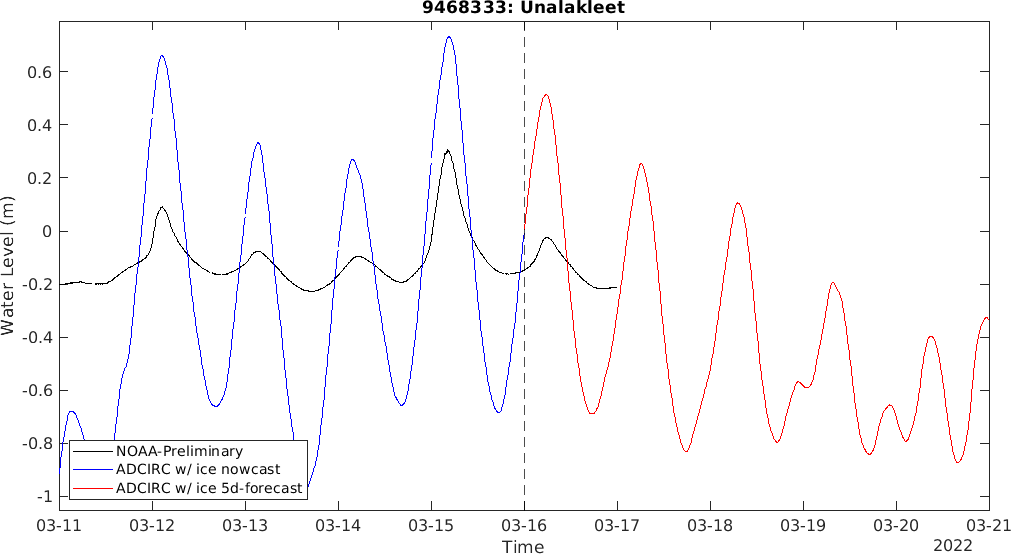 9468333: Unalakleet
Water Level (m)
0.6
0.4
0.2
0
-0.2
-0.4
-0.6
-0.8
-1
NOAA-Preliminary
ADCIRC w/ ice nowcast
ADCIRC w/ ice 5d-forecast
03-11 03-12 03-13 03-14 03-15 03-16 03-17 03-18 03-19 03-20 03-21
Time
2022